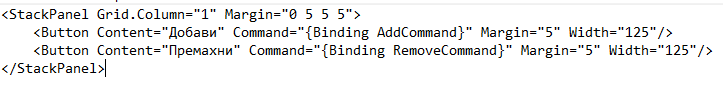 <StackPanel Grid.Column="1" Margin="0 5 5 5">
    <Button Content="Добави" Command="{Binding AddCommand}" Margin="5" Width="125"/>
    <Button Content="Премахни" Command="{Binding RemoveCommand}" Margin="5" Width="125"/>
</StackPanel>